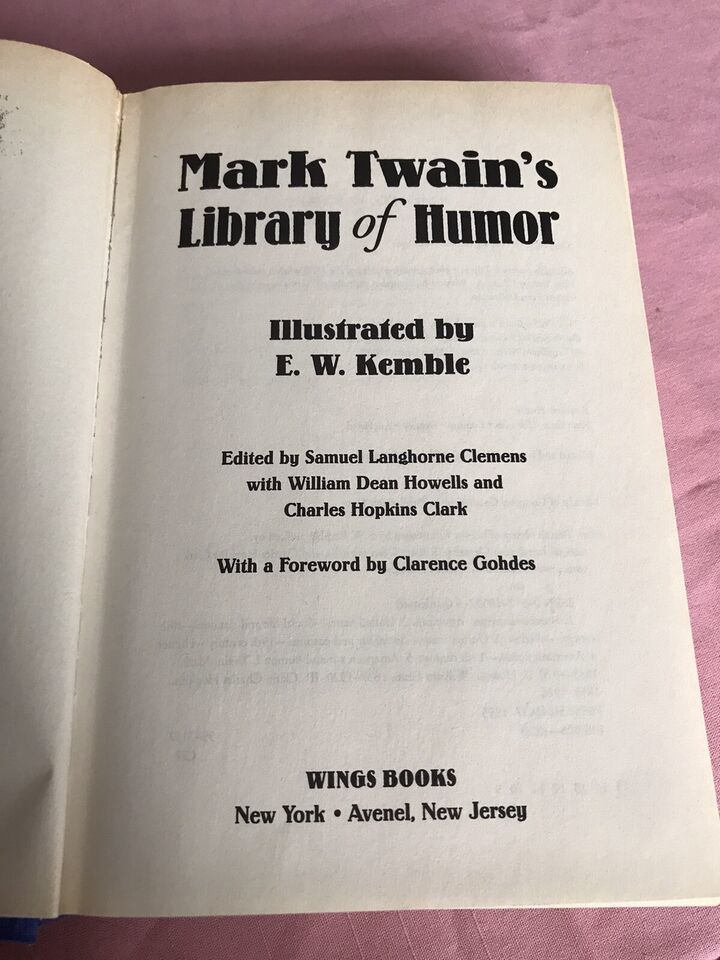 Mark Twain's
Library of Humor
Illustrated by
E. W. Kemble
Edited by Samuel Langhorne Clemens
with William Dean Howells and
Charles Hopkins Clark
With a Foreword by Clarence Gohdes
WINGS BOOKS
New York • Avenel, New Jersey